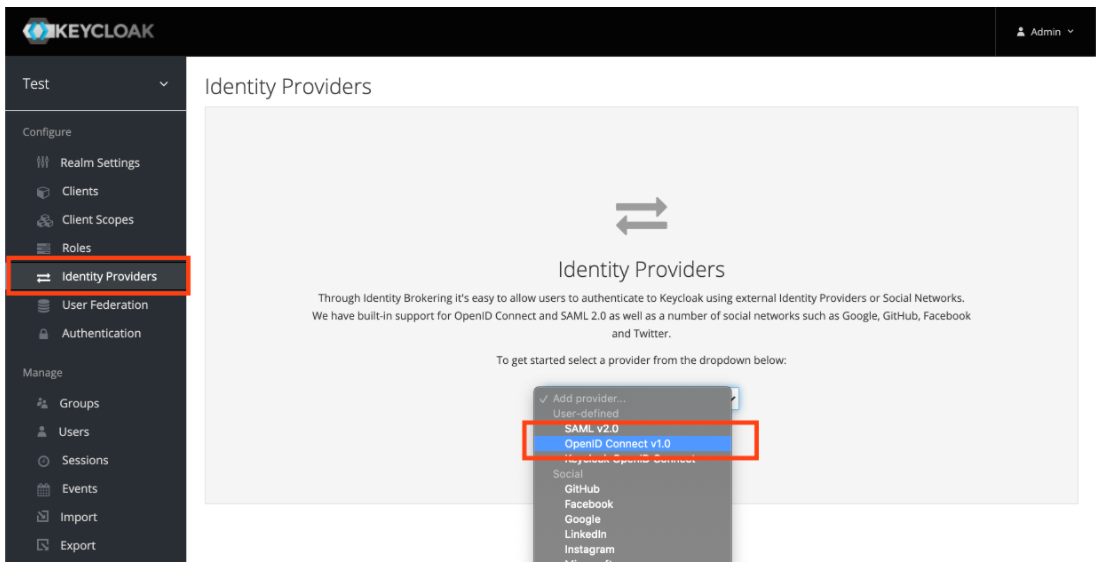 KEYCLOAK
Admin
Test
Identity Providers
Configure
Realm Settings
Clients
Client Scopes
Roles
Identity Providers
User Federation
Authentication
Manage
Groups
Users
Sessions
Events
Import
Export
Identity Providers
Through Identity Brokering it's easy to allow users to authenticate to Keycloak using external Identity Providers or Social Networks.
We have built-in support for OpenID Connect and SAML 2.0 as well as a number of social networks such as Google, GitHub, Facebook
and Twitter.
To get started select a provider from the dropdown below:
Add provider...
User-defined
SAML v2.0
OpenID Connect v1.0
Keycloak OpenID Connect
Social
GitHub
Facebook
Google
LinkedIn
Instagram